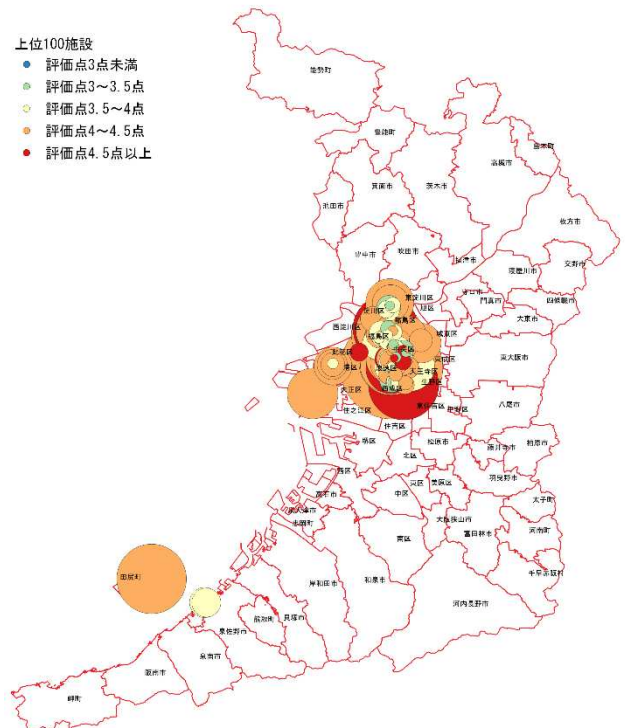 上位100施設
評価点3点未満
評価点3〜3.5点
評価点3.5〜4点
評価点4〜4.5点
評価点4.5点以上
能勢町
豊能町
島本町
高槻市
箕面市
茨木市
池田市
枚方市
豊中市
吹田市
交野市
摂津市
寝屋川市
東淀川区
守口市
四條畷市
門真市
淀川区
旭区
大東市
都島区
西淀川区
城東区
福島区
此花区
東大阪市
港区
天王寺区
浪速区
生野区
大正区
西成区
八尾市
東住吉区
平野区
住之江区
住吉区
堺区
松原市
藤井寺市
柏原市
北区
西区
羽曳野市
東区
美原区
太子町
高石市
中区
泉大津市
大阪狭山市
河南町
忠岡町
富田林市
南区
千早赤阪村
田尻町
岸和田市
和泉市
河内長野市
貝塚市
熊取町
泉佐野市
泉南市
阪南市
岬町